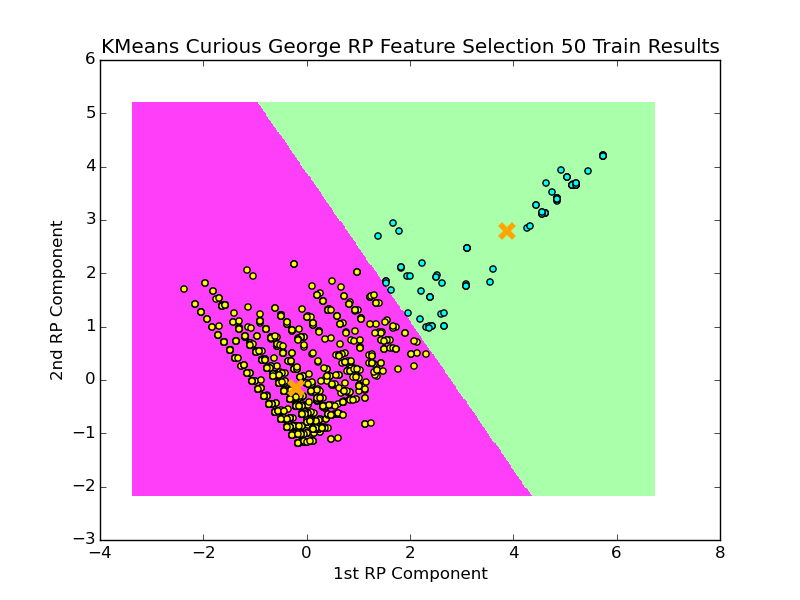 KMeans Curious George RP Feature Selection 50 Train Results
6
5
4
3
2
1
0
−1
−2
−3
2nd RP Component
−4 −2 0 2 4 6 8
1st RP Component